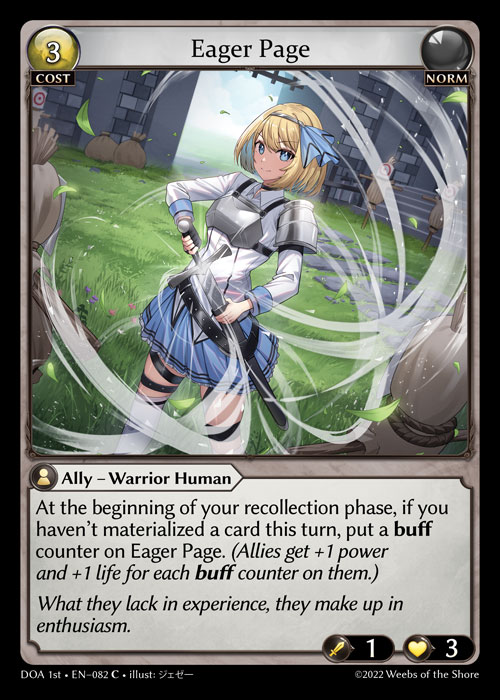 3
Eager Page
COST
NORM
Ally – Warrior Human
At the beginning of your recollection phase, if you
haven't materialized a card this turn, put a buff
counter on Eager Page. (Allies get +1 power
and +1 life for each buff counter on them.)
What they lack in experience, they make up in
enthusiasm.
1
3
DOA 1st • EN–082 C • illust: ジェゼー
©2022 Weebs of the Shore